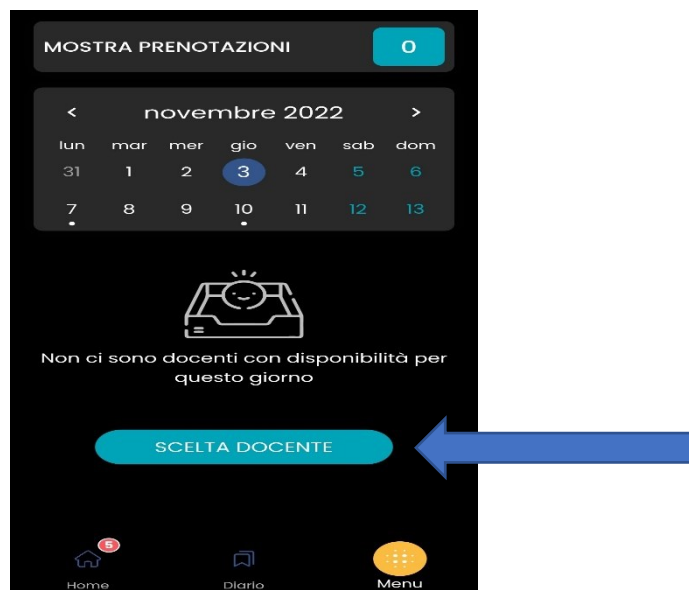 MOSTRA PRENOTAZIONI 0
< novembre 2022 >
lun mar mer gio ven sab dom
31 1 2 3 4 5 6
7 8 9 10 11 12 13
Non ci sono docenti con disponibilità per
questo giorno
SCELTA DOCENTE
5
Home Diario Menu